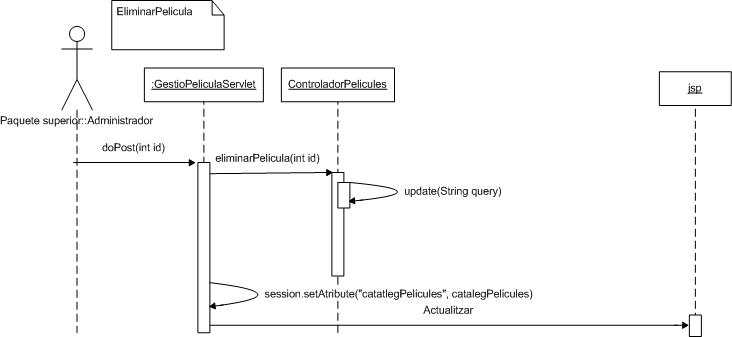 EliminarPelicula
:GestioPeliculaServlet
ControladorPelicules
jsp
Paquete superior::Administrador
doPost(int id)
eliminarPelicula(int id)
update(String query)
session.setAtribute("catatlegPelicules", catalegPelicules)
Actualitzar